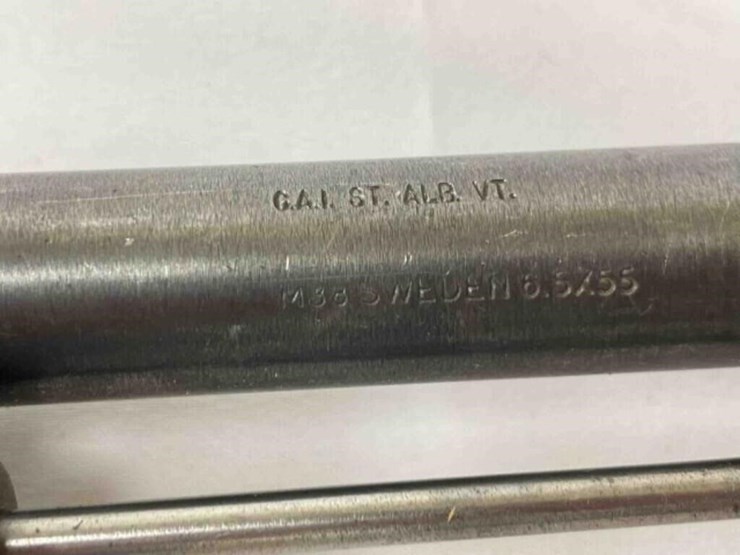 C.A.I. ST. ALB. VT.
M38 SWEDEN 6.5X55